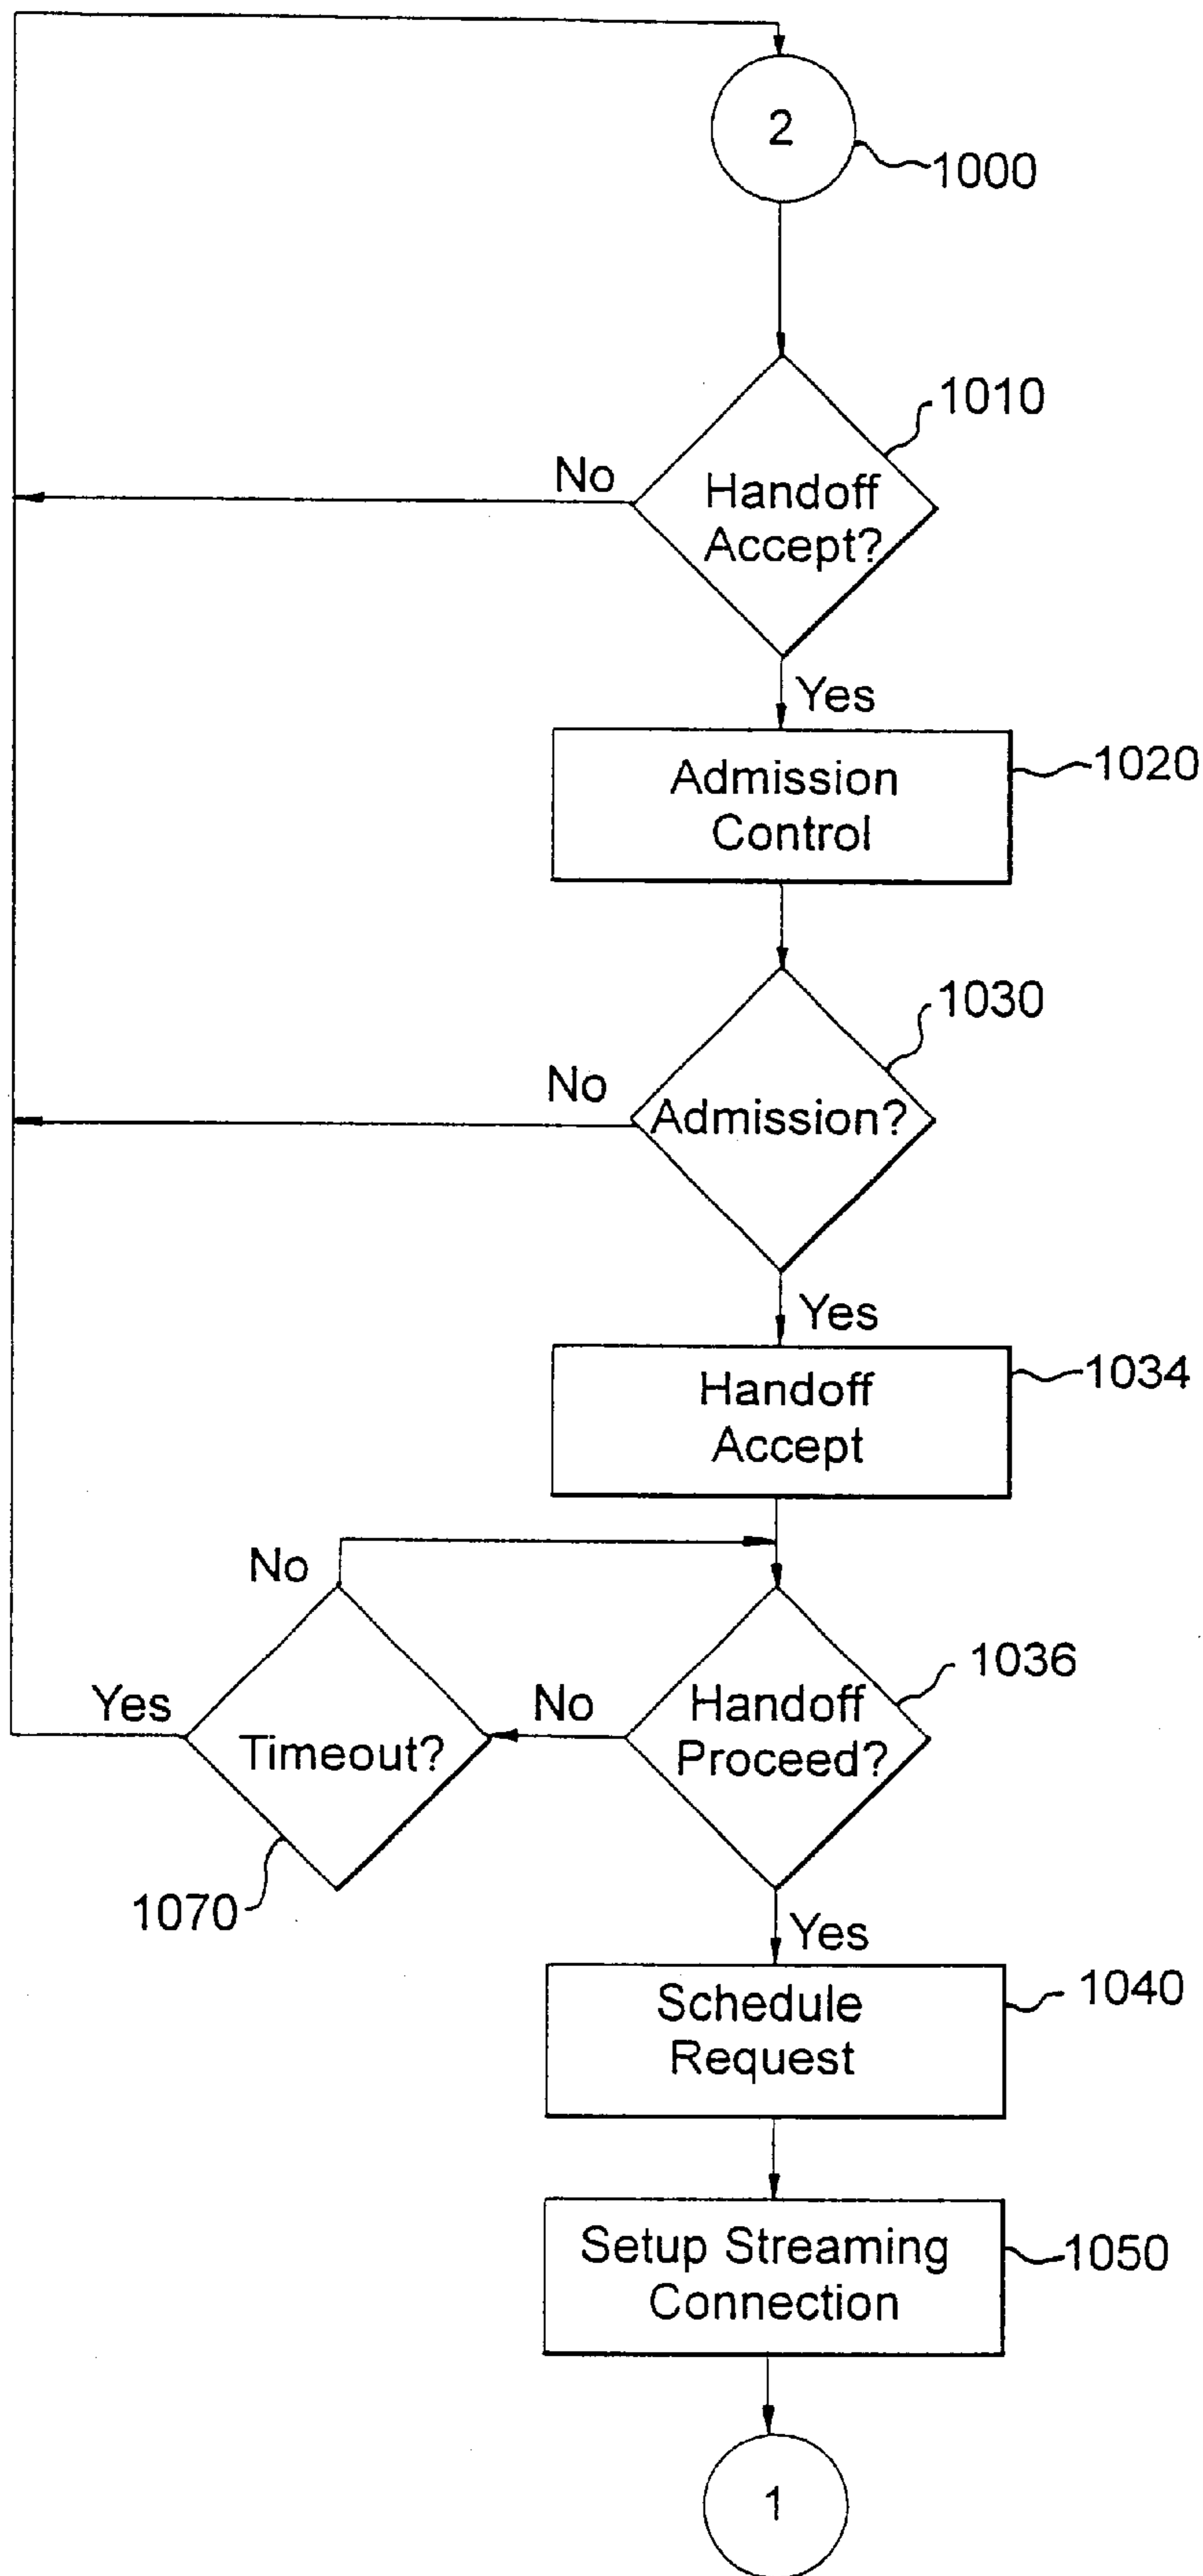 2
1000
1010
No
Handoff
Accept?
Yes
Admission
Control
1020
1030
No
Admission?
Yes
Handoff
Accept
1034
No
1036
Yes
Timeout?
No
Handoff
Proceed?
1070
Yes
Schedule
Request
1040
Setup Streaming
Connection
1050
1